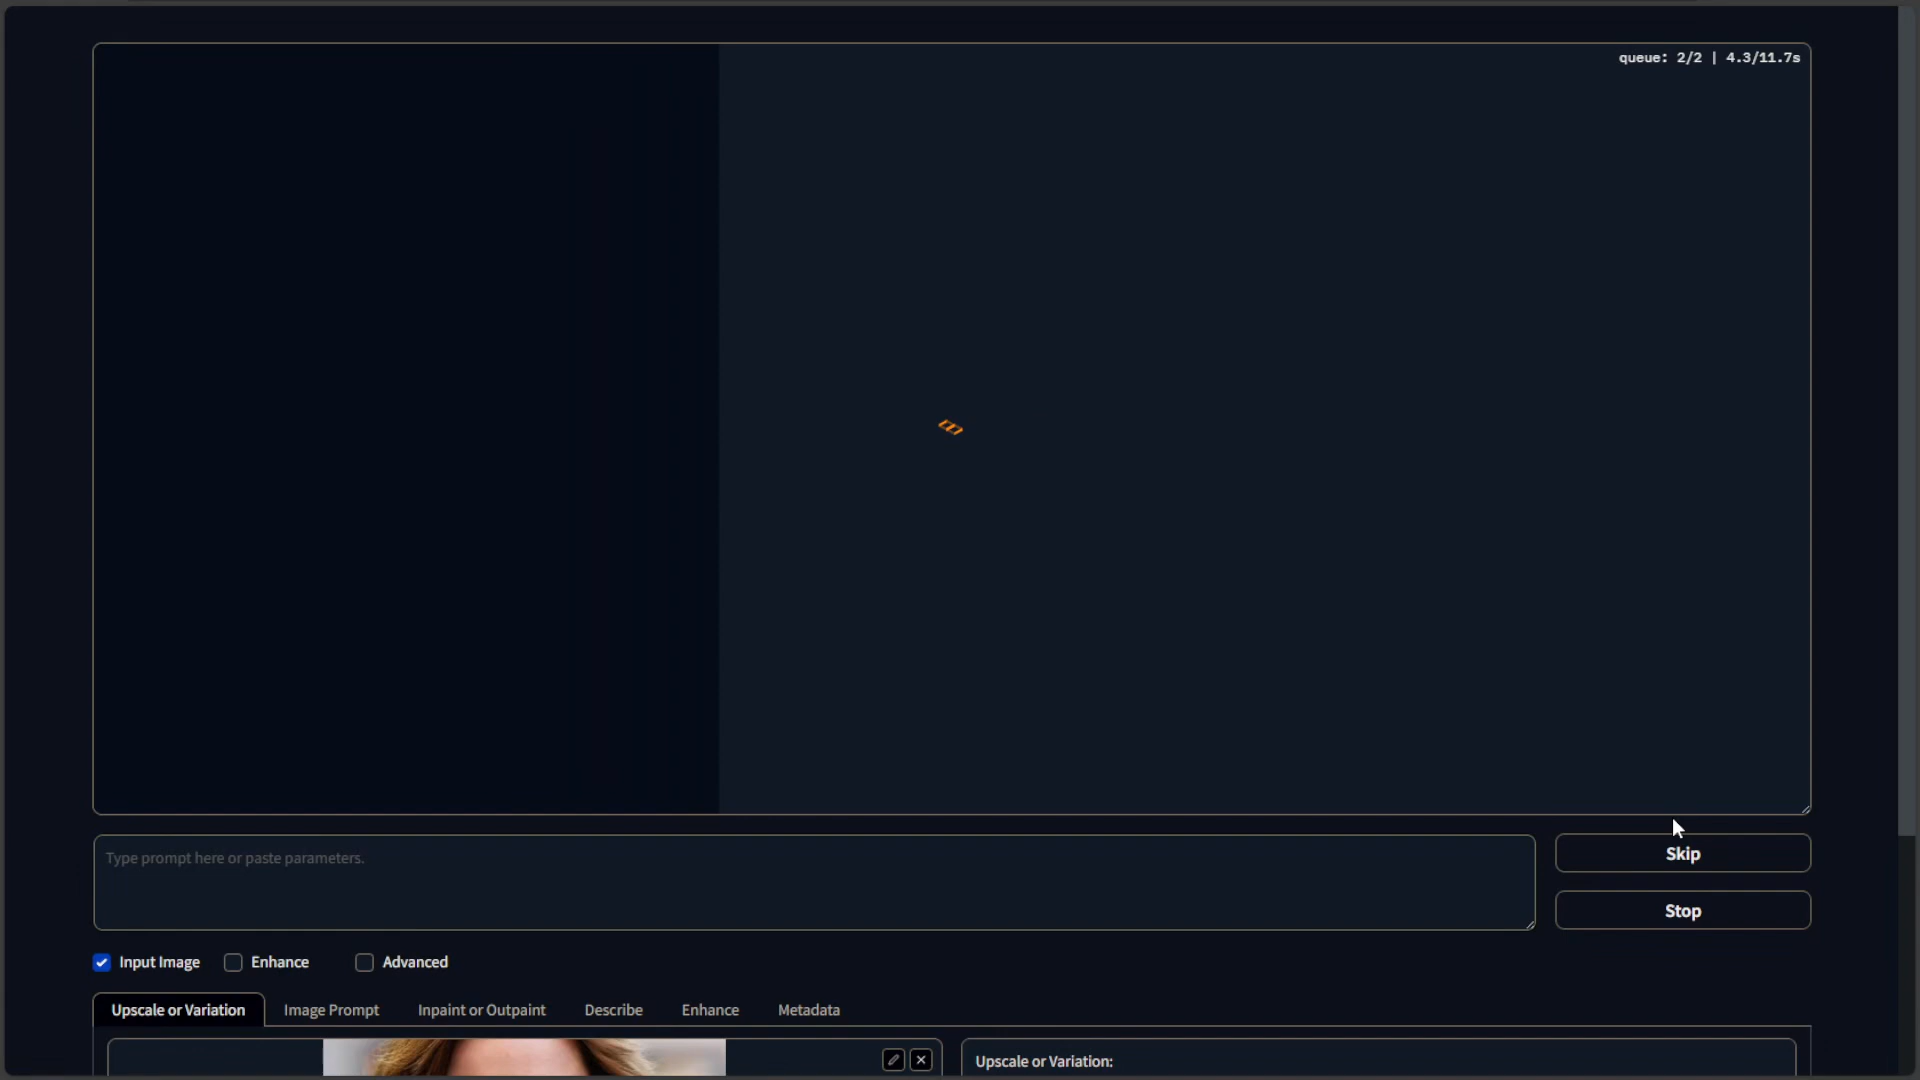 queue: 2/2 | 4.3/11.7s
Type prompt here or paste parameters.
Skip
Stop
Input Image
Enhance
Advanced
Upscale or Variation
Image Prompt
Inpaint or Outpaint
Describe
Enhance
Metadata
Upscale or Variation: